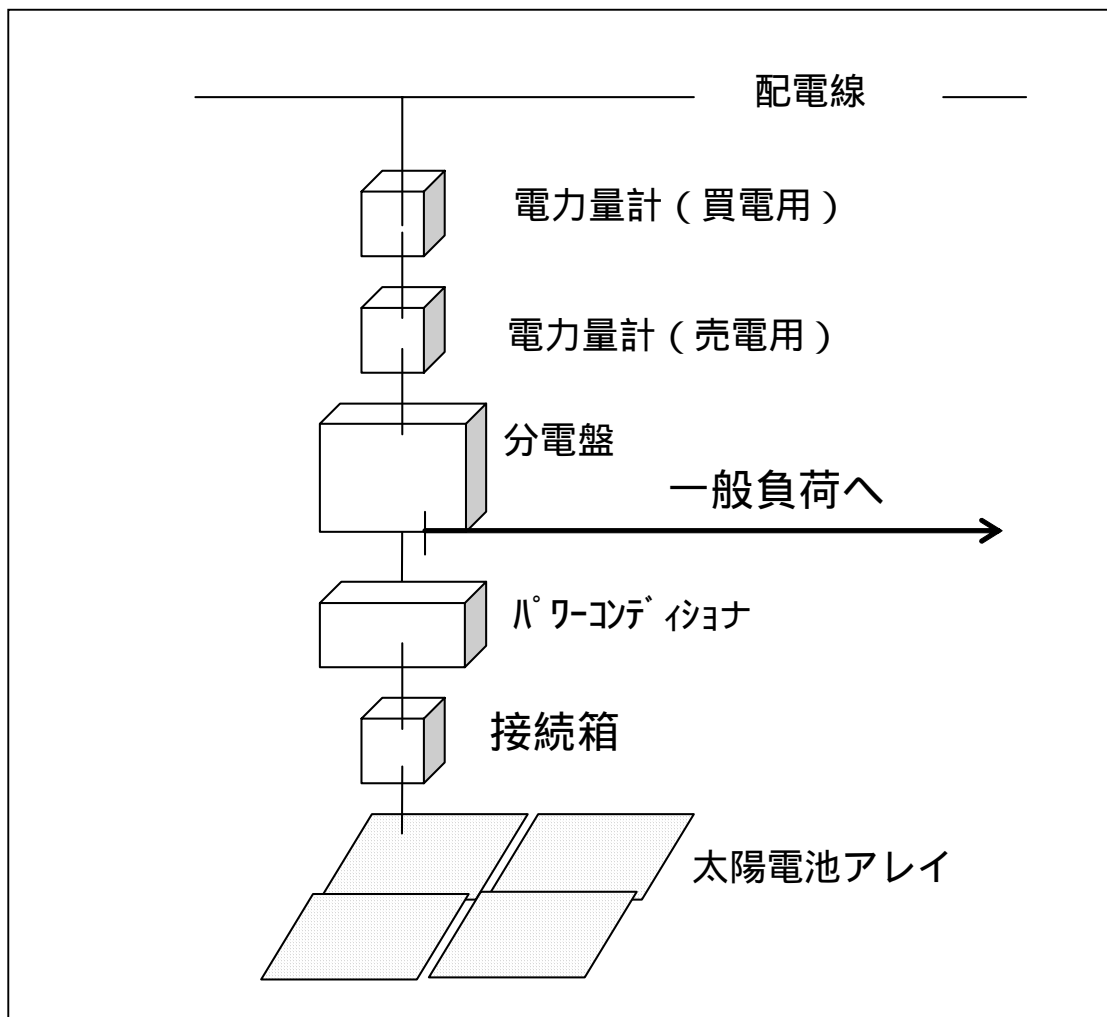 配電線
電力量計（買電用）
電力量計（売電用）
分電盤
一般負荷へ
ﾊﾟﾜｰｺﾝﾃﾞｨｼｮﾅ
接続箱
太陽電池アレイ